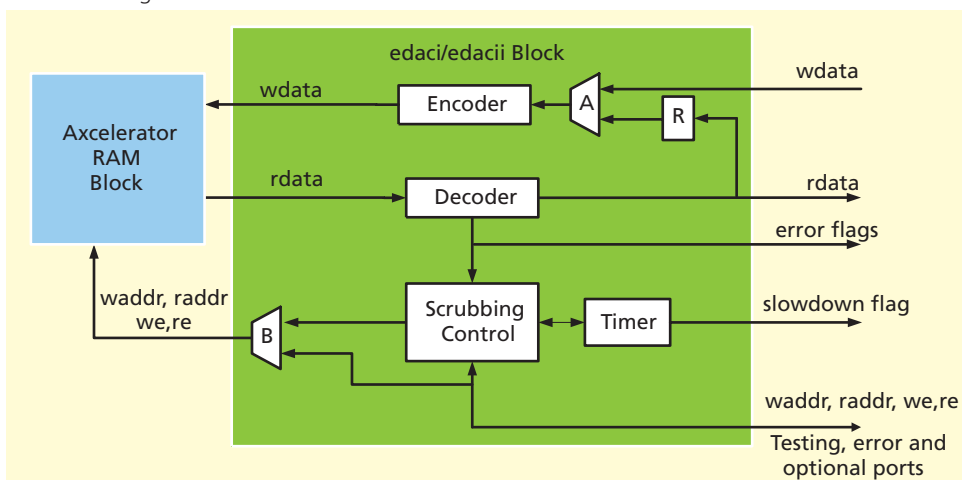 edaci/edacii Block
wdata
wdata
Encoder
A
R
Axcelerator
RAM
Block
rdata
Decoder
rdata
error flags
waddr, raddr
we,re
B
Scrubbing
Control
Timer
slowdown flag
waddr, raddr, we,re
Testing, error and
optional ports